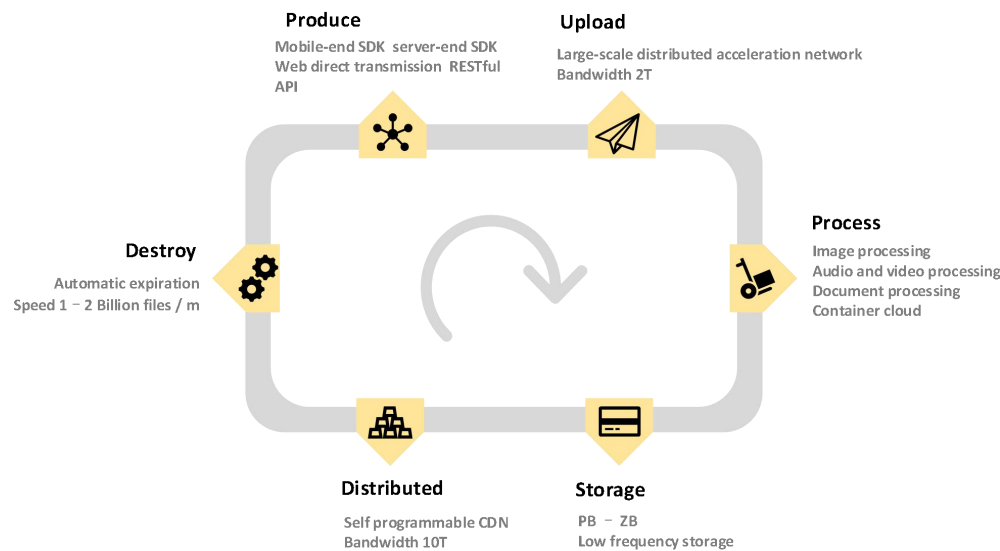 Produce
Mobile-end SDK server-end SDK
Web direct transmission RESTful
API
Upload
Large-scale distributed acceleration network
Bandwidth 2T
Process
Image processing
Audio and video processing
Document processing
Container cloud
Destroy
Automatic expiration
Speed 1 – 2 Billion files / m
Distributed
Self programmable CDN
Bandwidth 10T
Storage
PB – ZB
Low frequency storage